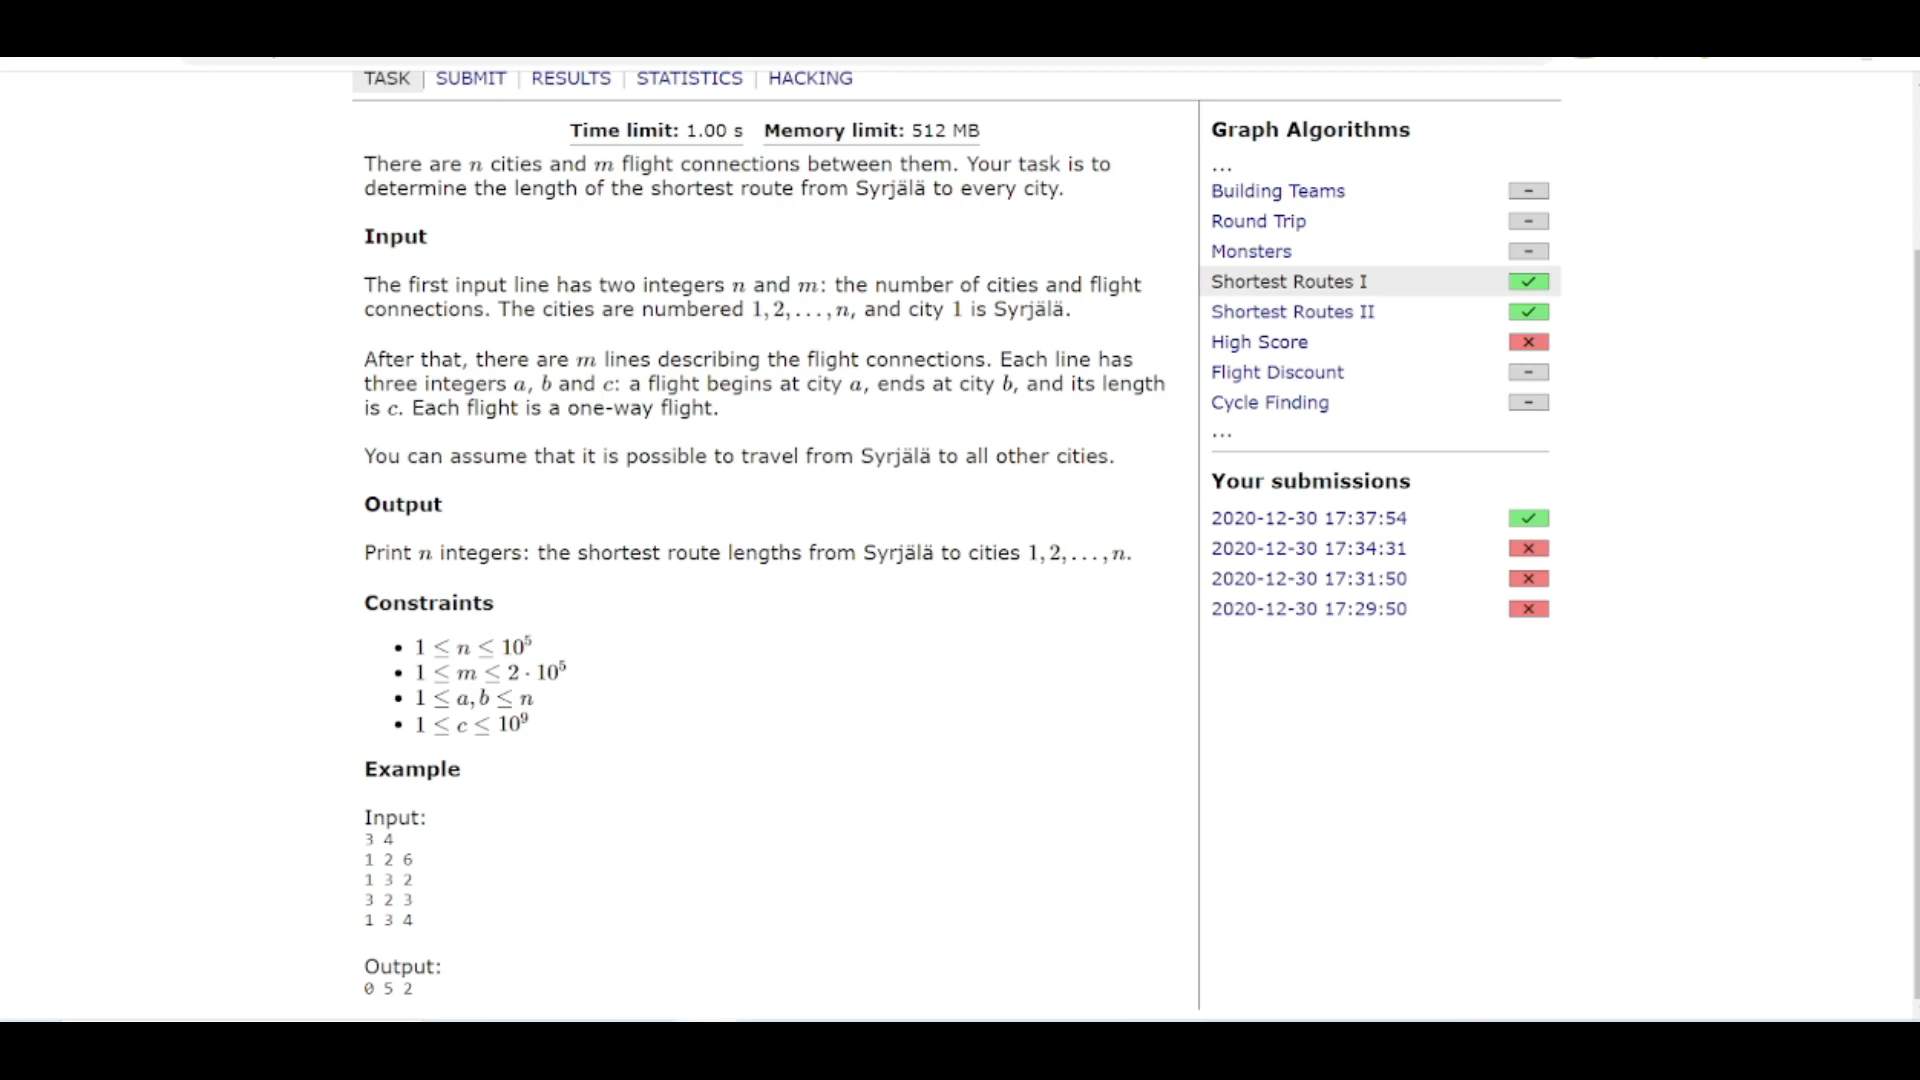 TASK | SUBMIT | RESULTS | STATISTICS | HACKING
Time limit: 1.00 s Memory limit: 512 MB
There are n cities and m flight connections between them. Your task is to
determine the length of the shortest route from Syrjälä to every city.
Input
The first input line has two integers n and m: the number of cities and flight
connections. The cities are numbered 1, 2, . . . , n, and city 1 is Syrjälä.
After that, there are m lines describing the flight connections. Each line has
three integers a, b and c: a flight begins at city a, ends at city b, and its length
is c. Each flight is a one-way flight.
You can assume that it is possible to travel from Syrjälä to all other cities.
Output
Print n integers: the shortest route lengths from Syrjälä to cities 1, 2, . . . , n.
Constraints
• 1 ≤ n ≤ 10⁵
• 1 ≤ m ≤ 2 · 10⁵
• 1 ≤ a, b ≤ n
• 1 ≤ c ≤ 10⁹
Example
Input:
3 4
1 2 6
1 3 2
3 2 3
1 3 4
Output:
0 5 2
Graph Algorithms
...
Building Teams –
Round Trip –
Monsters –
Shortest Routes I ✓
Shortest Routes II ✓
High Score ×
Flight Discount –
Cycle Finding –
...
Your submissions
2020-12-30 17:37:54 ✓
2020-12-30 17:34:31 ×
2020-12-30 17:31:50 ×
2020-12-30 17:29:50 ×